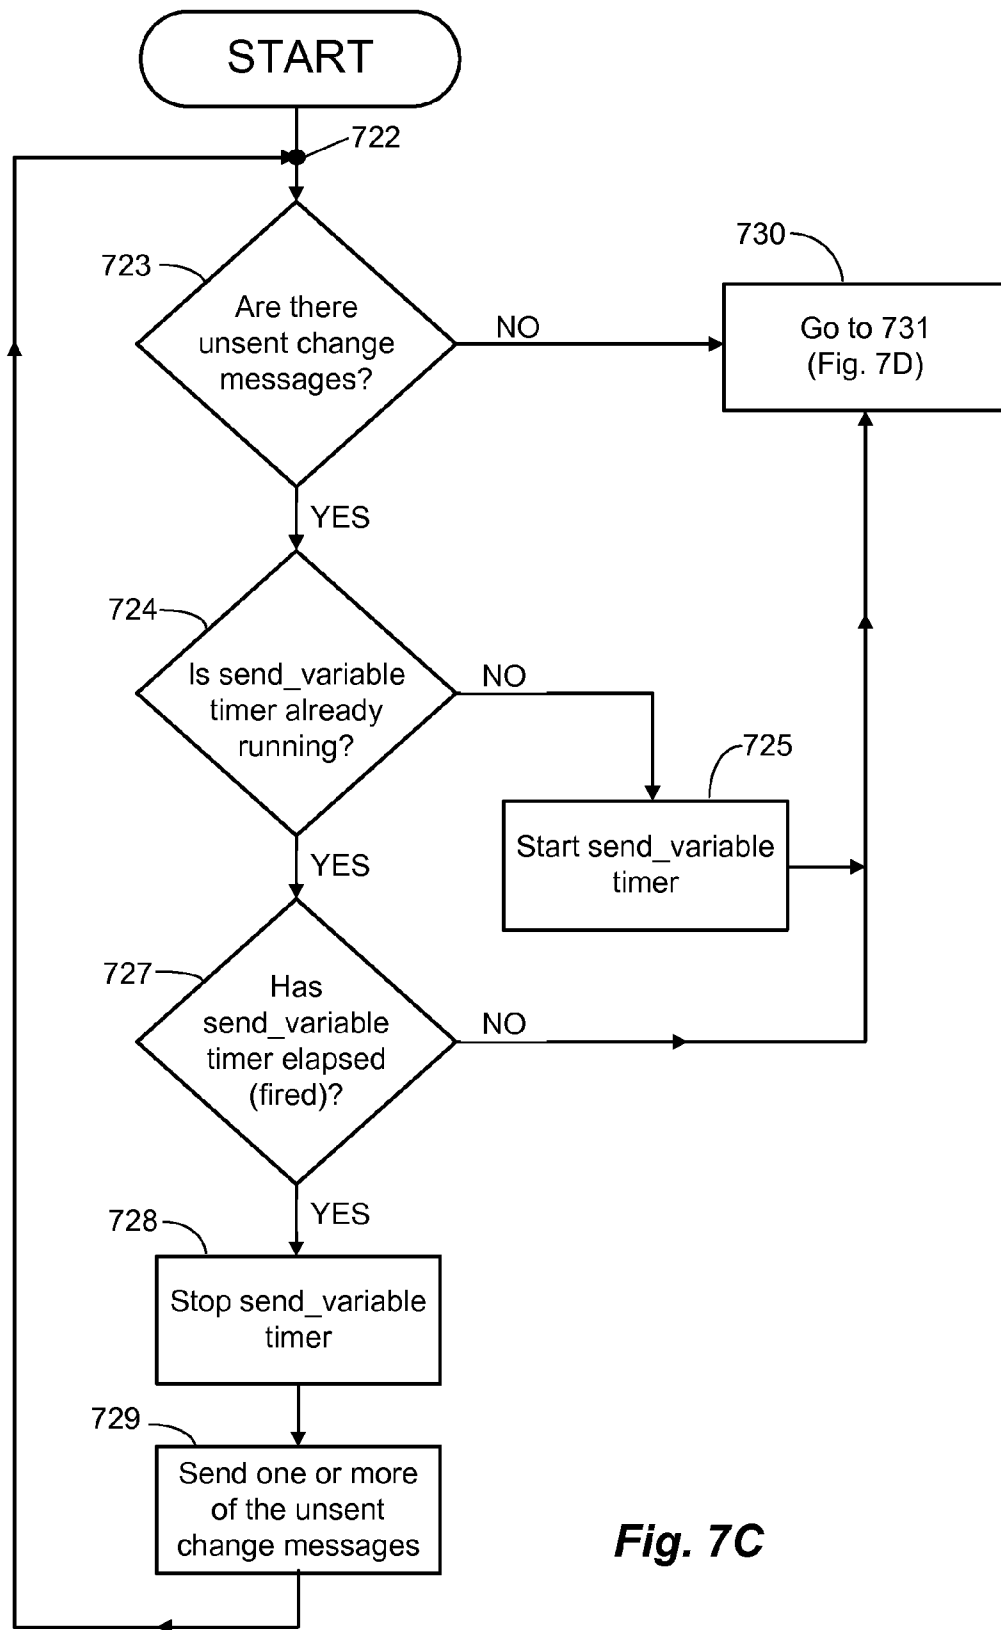 START
722
723
Are there
unsent change
messages?
NO
730
Go to 731
(Fig. 7D)
YES
724
Is send_variable
timer already
running?
NO
725
Start send_variable
timer
YES
727
Has
send_variable
timer elapsed
(fired)?
NO
YES
728
Stop send_variable
timer
729
Send one or more
of the unsent
change messages
Fig. 7C